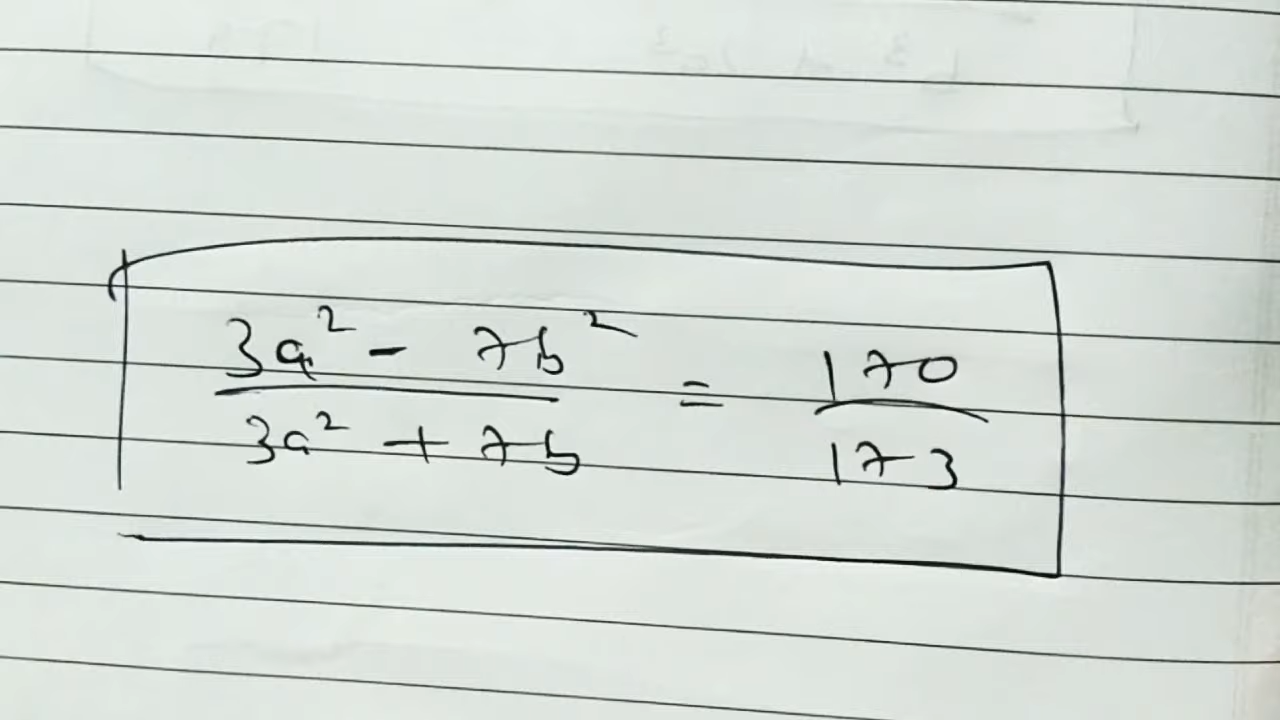 3a² - 7b² / 3a² + 7b = 170 / 173